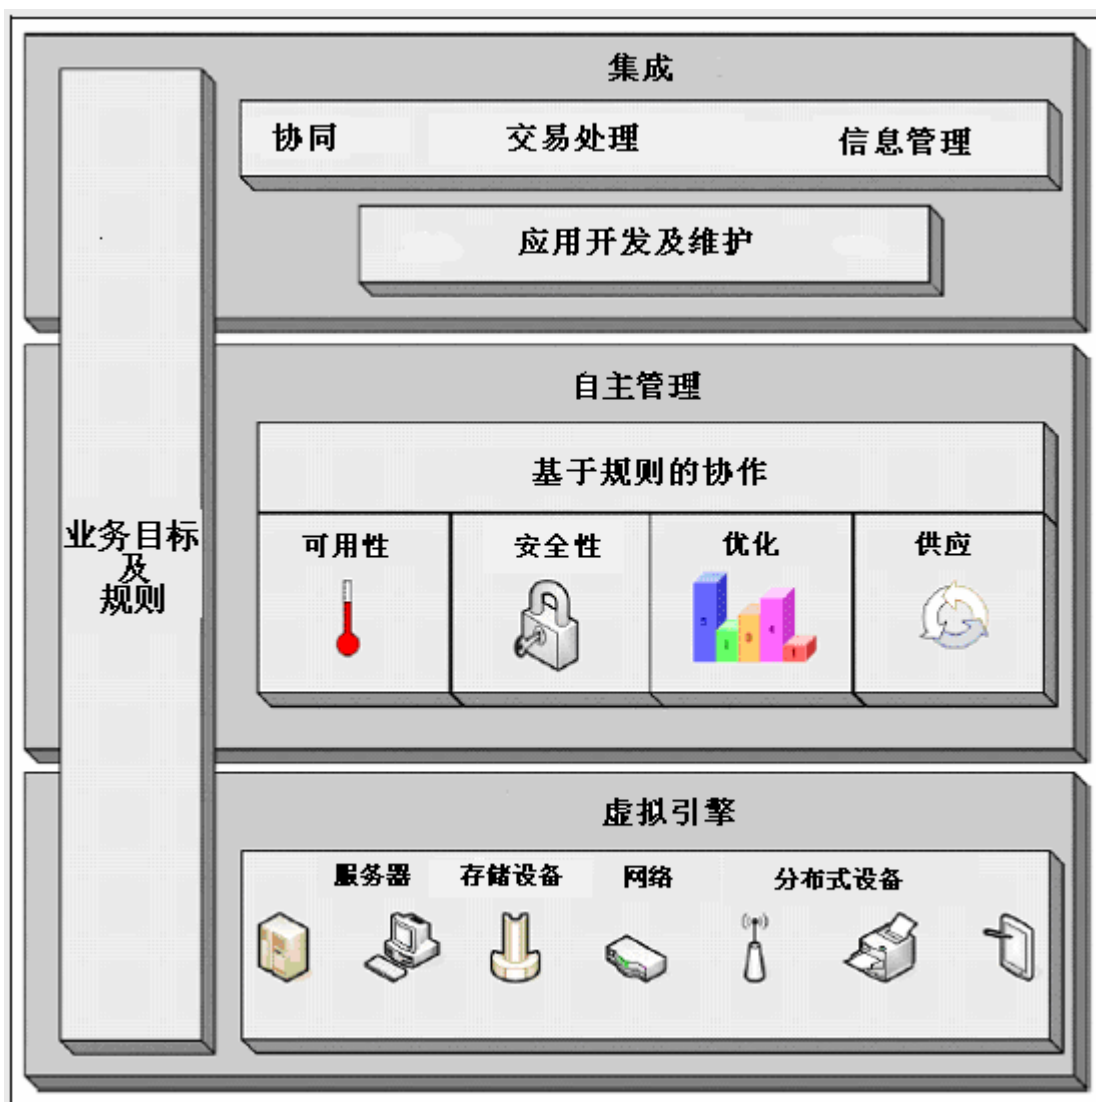 集成
协同 交易处理 信息管理
应用开发及维护
自主管理
基于规则的协作
可用性 安全性 优化 供应
业务目标
及
规则
虚拟引擎
服务器 存储设备 网络 分布式设备